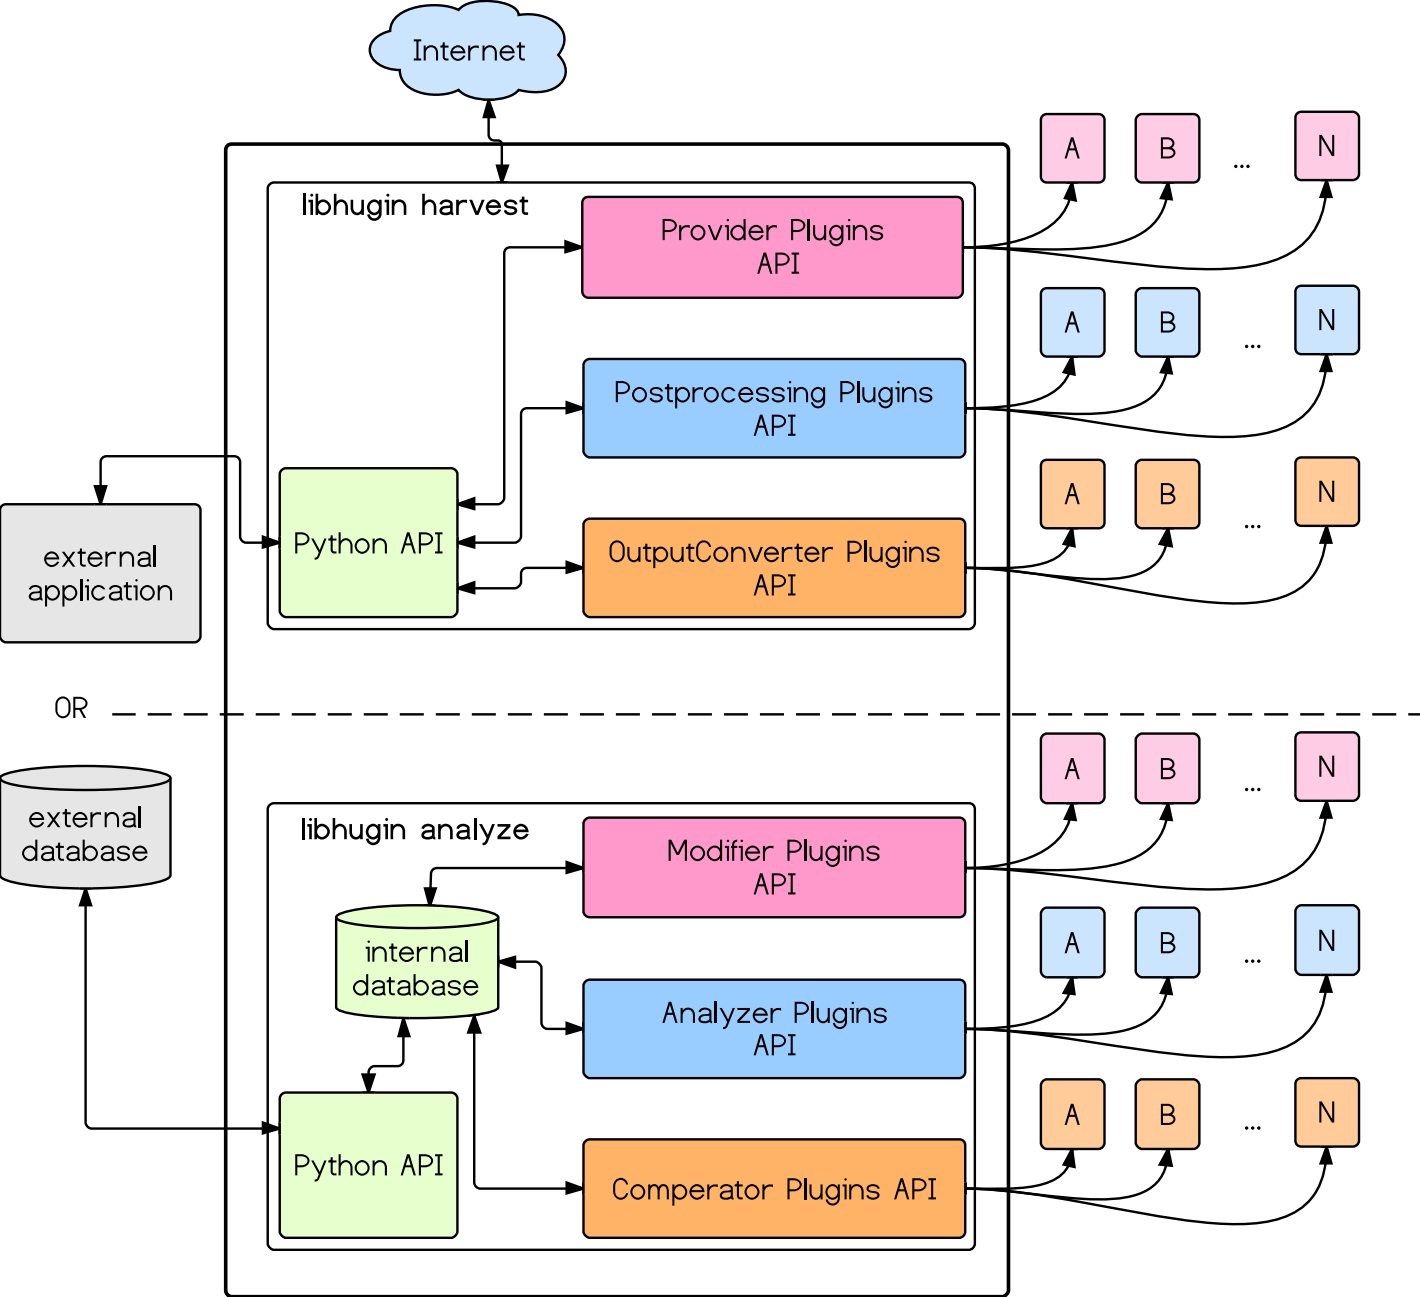 Internet
libhugin harvest
Provider Plugins
API
A
B
...
N
Postprocessing Plugins
API
A
B
...
N
external
application
Python API
OutputConverter Plugins
API
A
B
...
N
OR
external
database
libhugin analyze
Modifier Plugins
API
A
B
...
N
internal
database
Analyzer Plugins
API
A
B
...
N
Python API
Comperator Plugins API
A
B
...
N